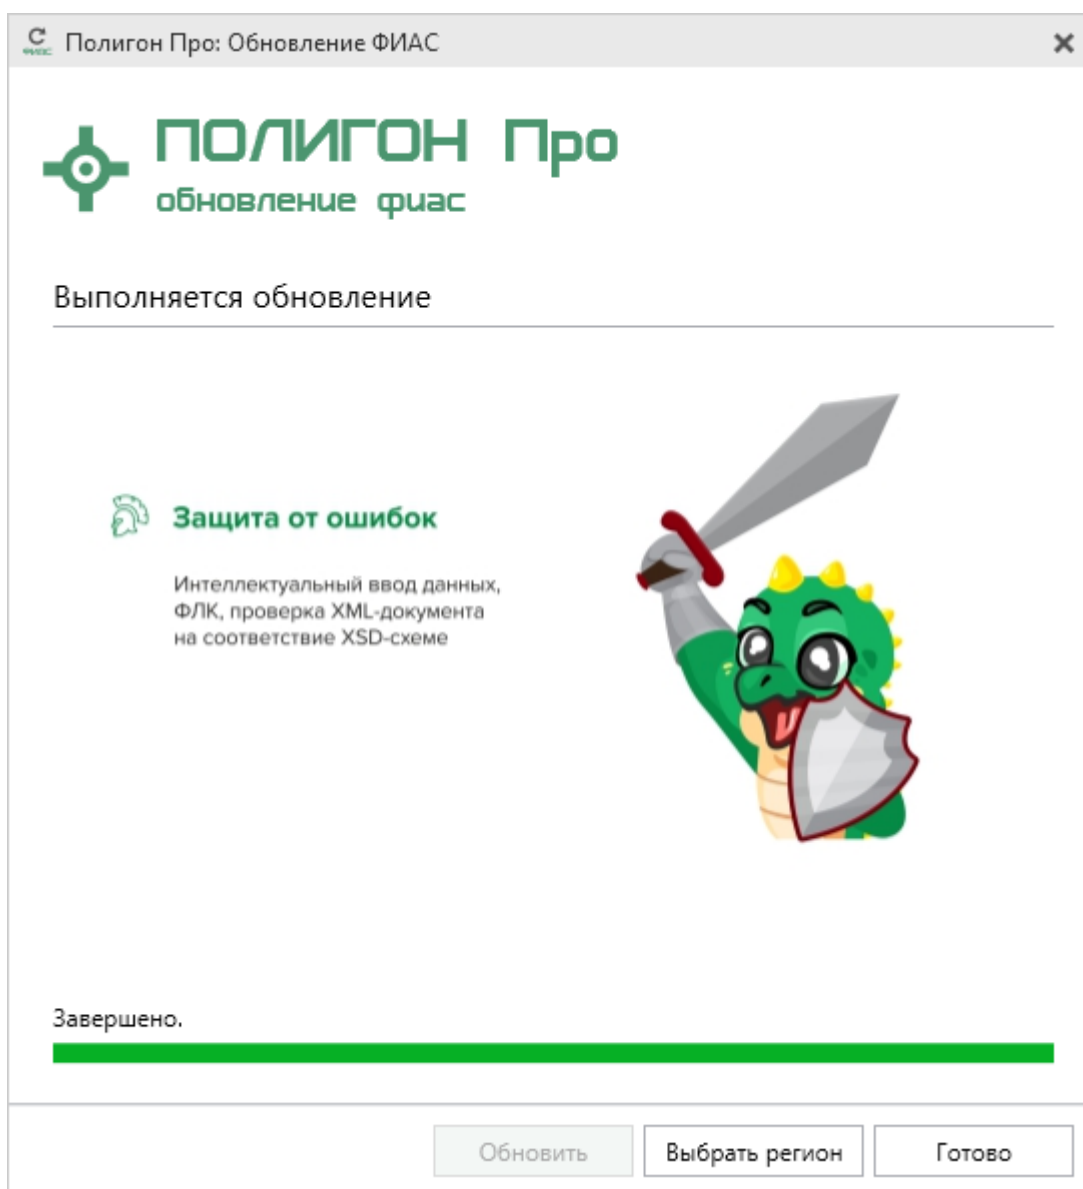 Полигон Про: Обновление ФИАС
ФИАС
ПОЛИГОН Про
обновление фиас
Выполняется обновление
Защита от ошибок
Интеллектуальный ввод данных,
ФЛК, проверка XML-документа
на соответствие XSD-схеме
Завершено.
Обновить
Выбрать регион
Готово